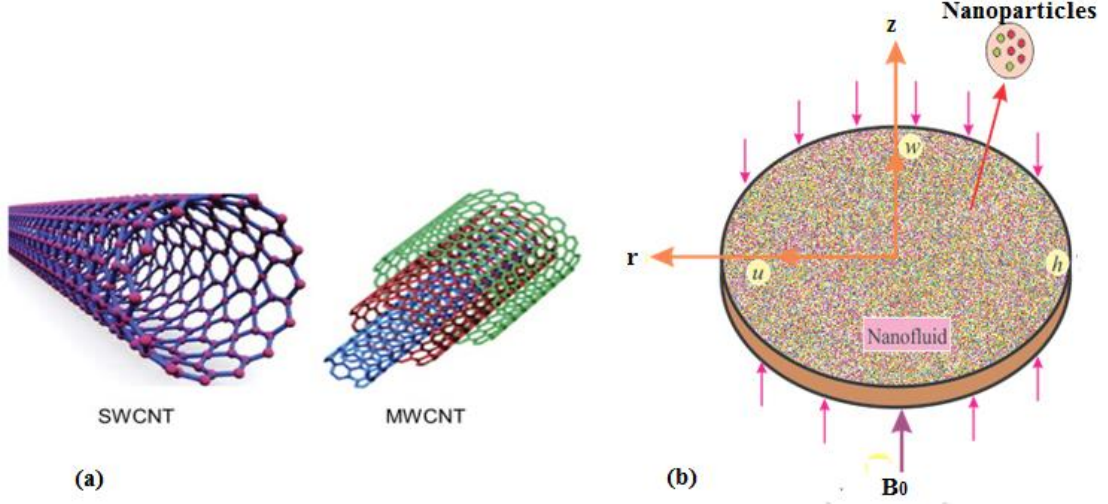 SWCNT
MWCNT
(a)
Nanoparticles
z
w
r
u
h
Nanofluid
(b)
B0